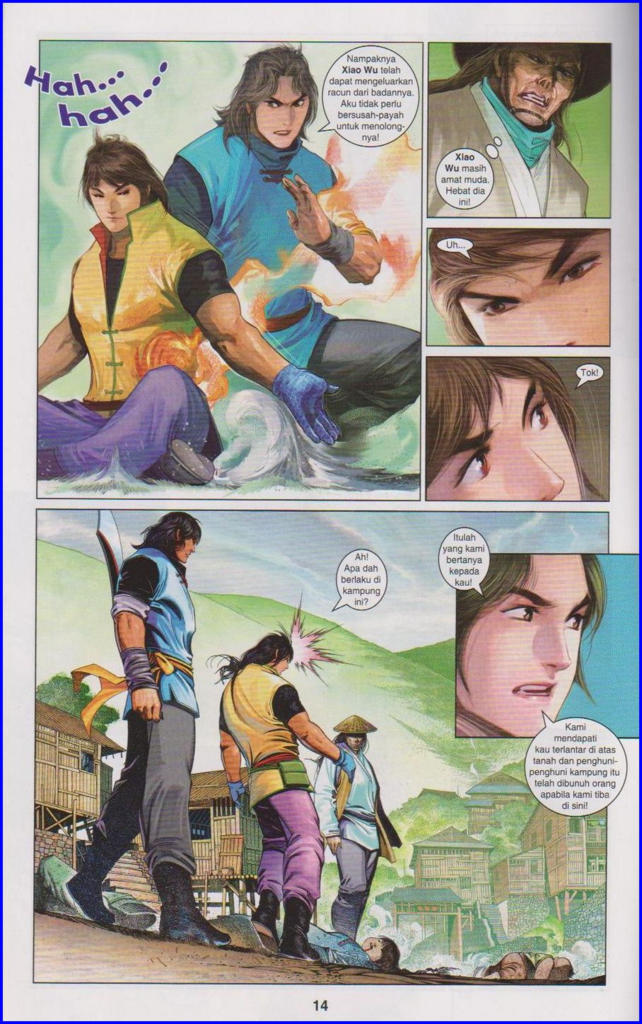 Hah...
hah...
Nampaknya
Xiao Wu telah
dapat mengeluarkan
racun dari badannya.
Aku tidak perlu
bersusah-payah
untuk menolong-
nya!
Xiao
Wu masih
amat muda.
Hebat dia
ini!
Uh...
Tok!
Ah!
Apa dah
berlaku di
kampung
ini?
Itulah
yang kami
bertanya
kepada
kau!
Kami
mendapati
kau terlantar di atas
tanah dan penghuni-
penghuni kampung itu
telah dibunuh orang
apabila kami tiba
di sini!
14